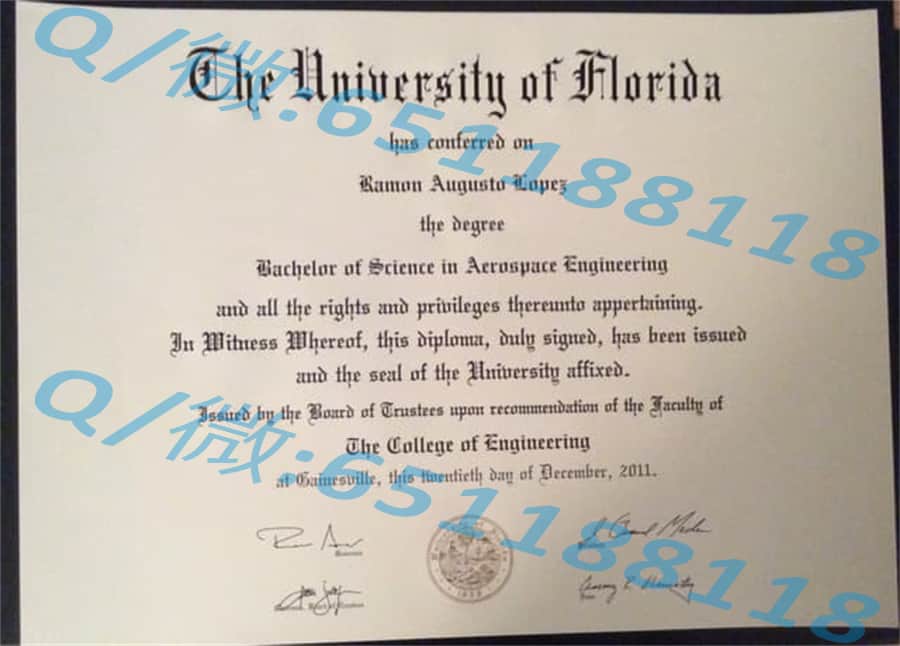 The University of Florida
has conferred on
Ramon Augusto Lopez
the degree
Bachelor of Science in Aerospace Engineering
and all the rights and privileges thereunto appertaining.
In Witness Whereof, this diploma, duly signed, has been issued
and the seal of the University affixed.
Issued by the Board of Trustees upon recommendation of the Faculty of
The College of Engineering
at Gainesville, this twentieth day of December, 2011.
Q/微:651188118
Q/微:651188118